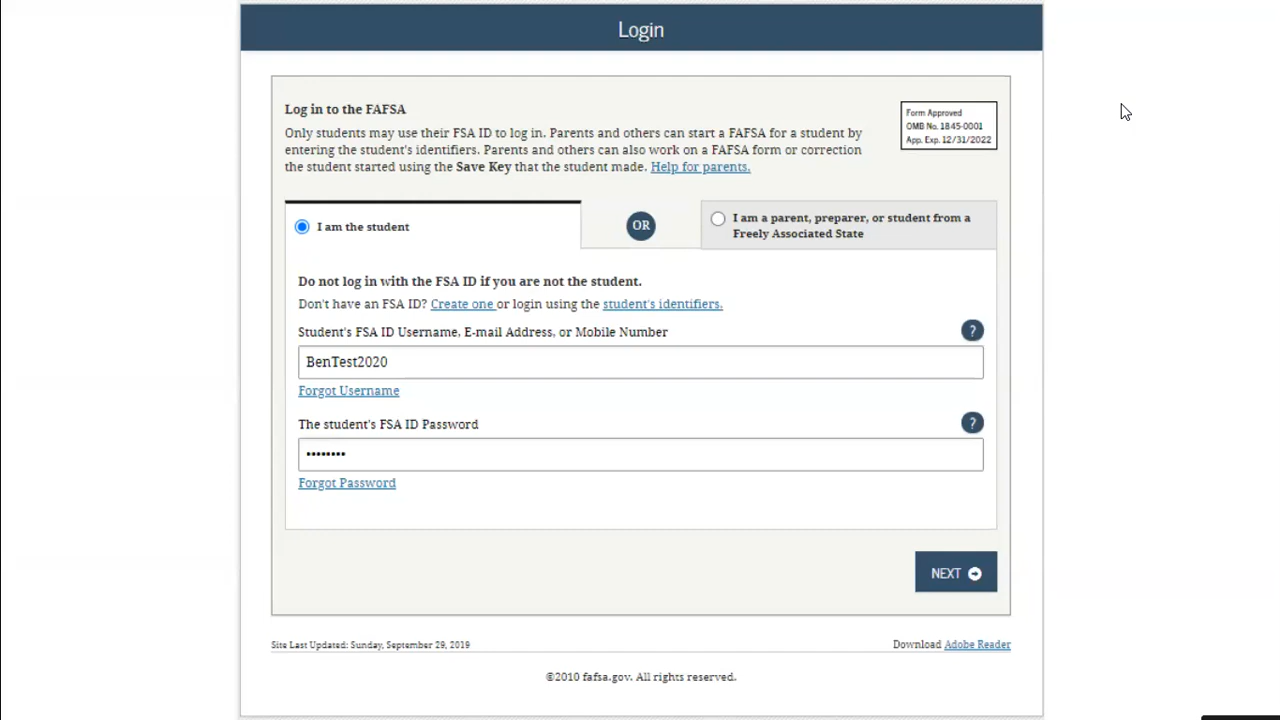 Login
Log in to the FAFSA
Form Approved
OMB No. 1845-0001
App. Exp. 12/31/2022
Only students may use their FSA ID to log in. Parents and others can start a FAFSA for a student by
entering the student's identifiers. Parents and others can also work on a FAFSA form or correction
the student started using the Save Key that the student made. Help for parents.
I am the student
OR
I am a parent, preparer, or student from a
Freely Associated State
Do not log in with the FSA ID if you are not the student.
Don't have an FSA ID? Create one or login using the student's identifiers.
Student's FSA ID Username, E-mail Address, or Mobile Number
?
BenTest2020
Forgot Username
The student's FSA ID Password
?
••••••••
Forgot Password
NEXT
Site Last Updated: Sunday, September 29, 2019
Download Adobe Reader
©2010 fafsa.gov. All rights reserved.